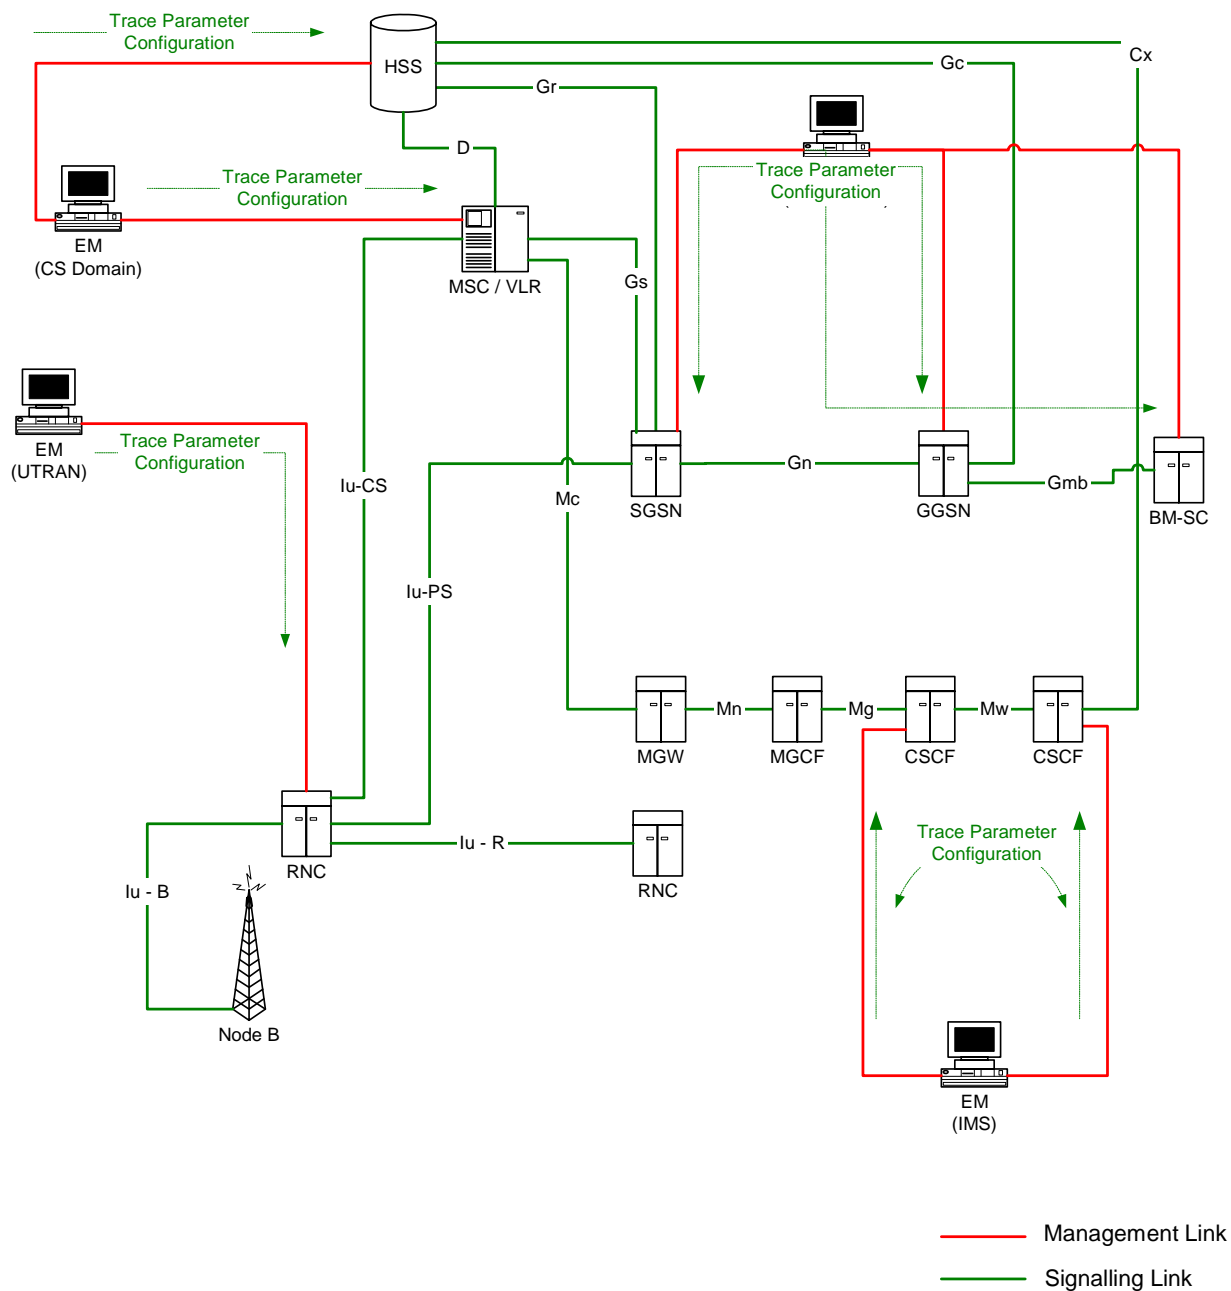 Trace Parameter
Configuration
HSS
Cx
Gc
Gr
D
Trace Parameter
Configuration
Trace Parameter
Configuration
EM
(CS Domain)
MSC / VLR
Gs
EM
(UTRAN)
Trace Parameter
Configuration
Iu-CS
Mc
SGSN
Gn
GGSN
Gmb
BM-SC
Iu-PS
Mn
Mg
Mw
MGW
MGCF
CSCF
CSCF
Iu - R
RNC
RNC
Trace Parameter
Configuration
Iu - B
Node B
EM
(IMS)
Management Link
Signalling Link